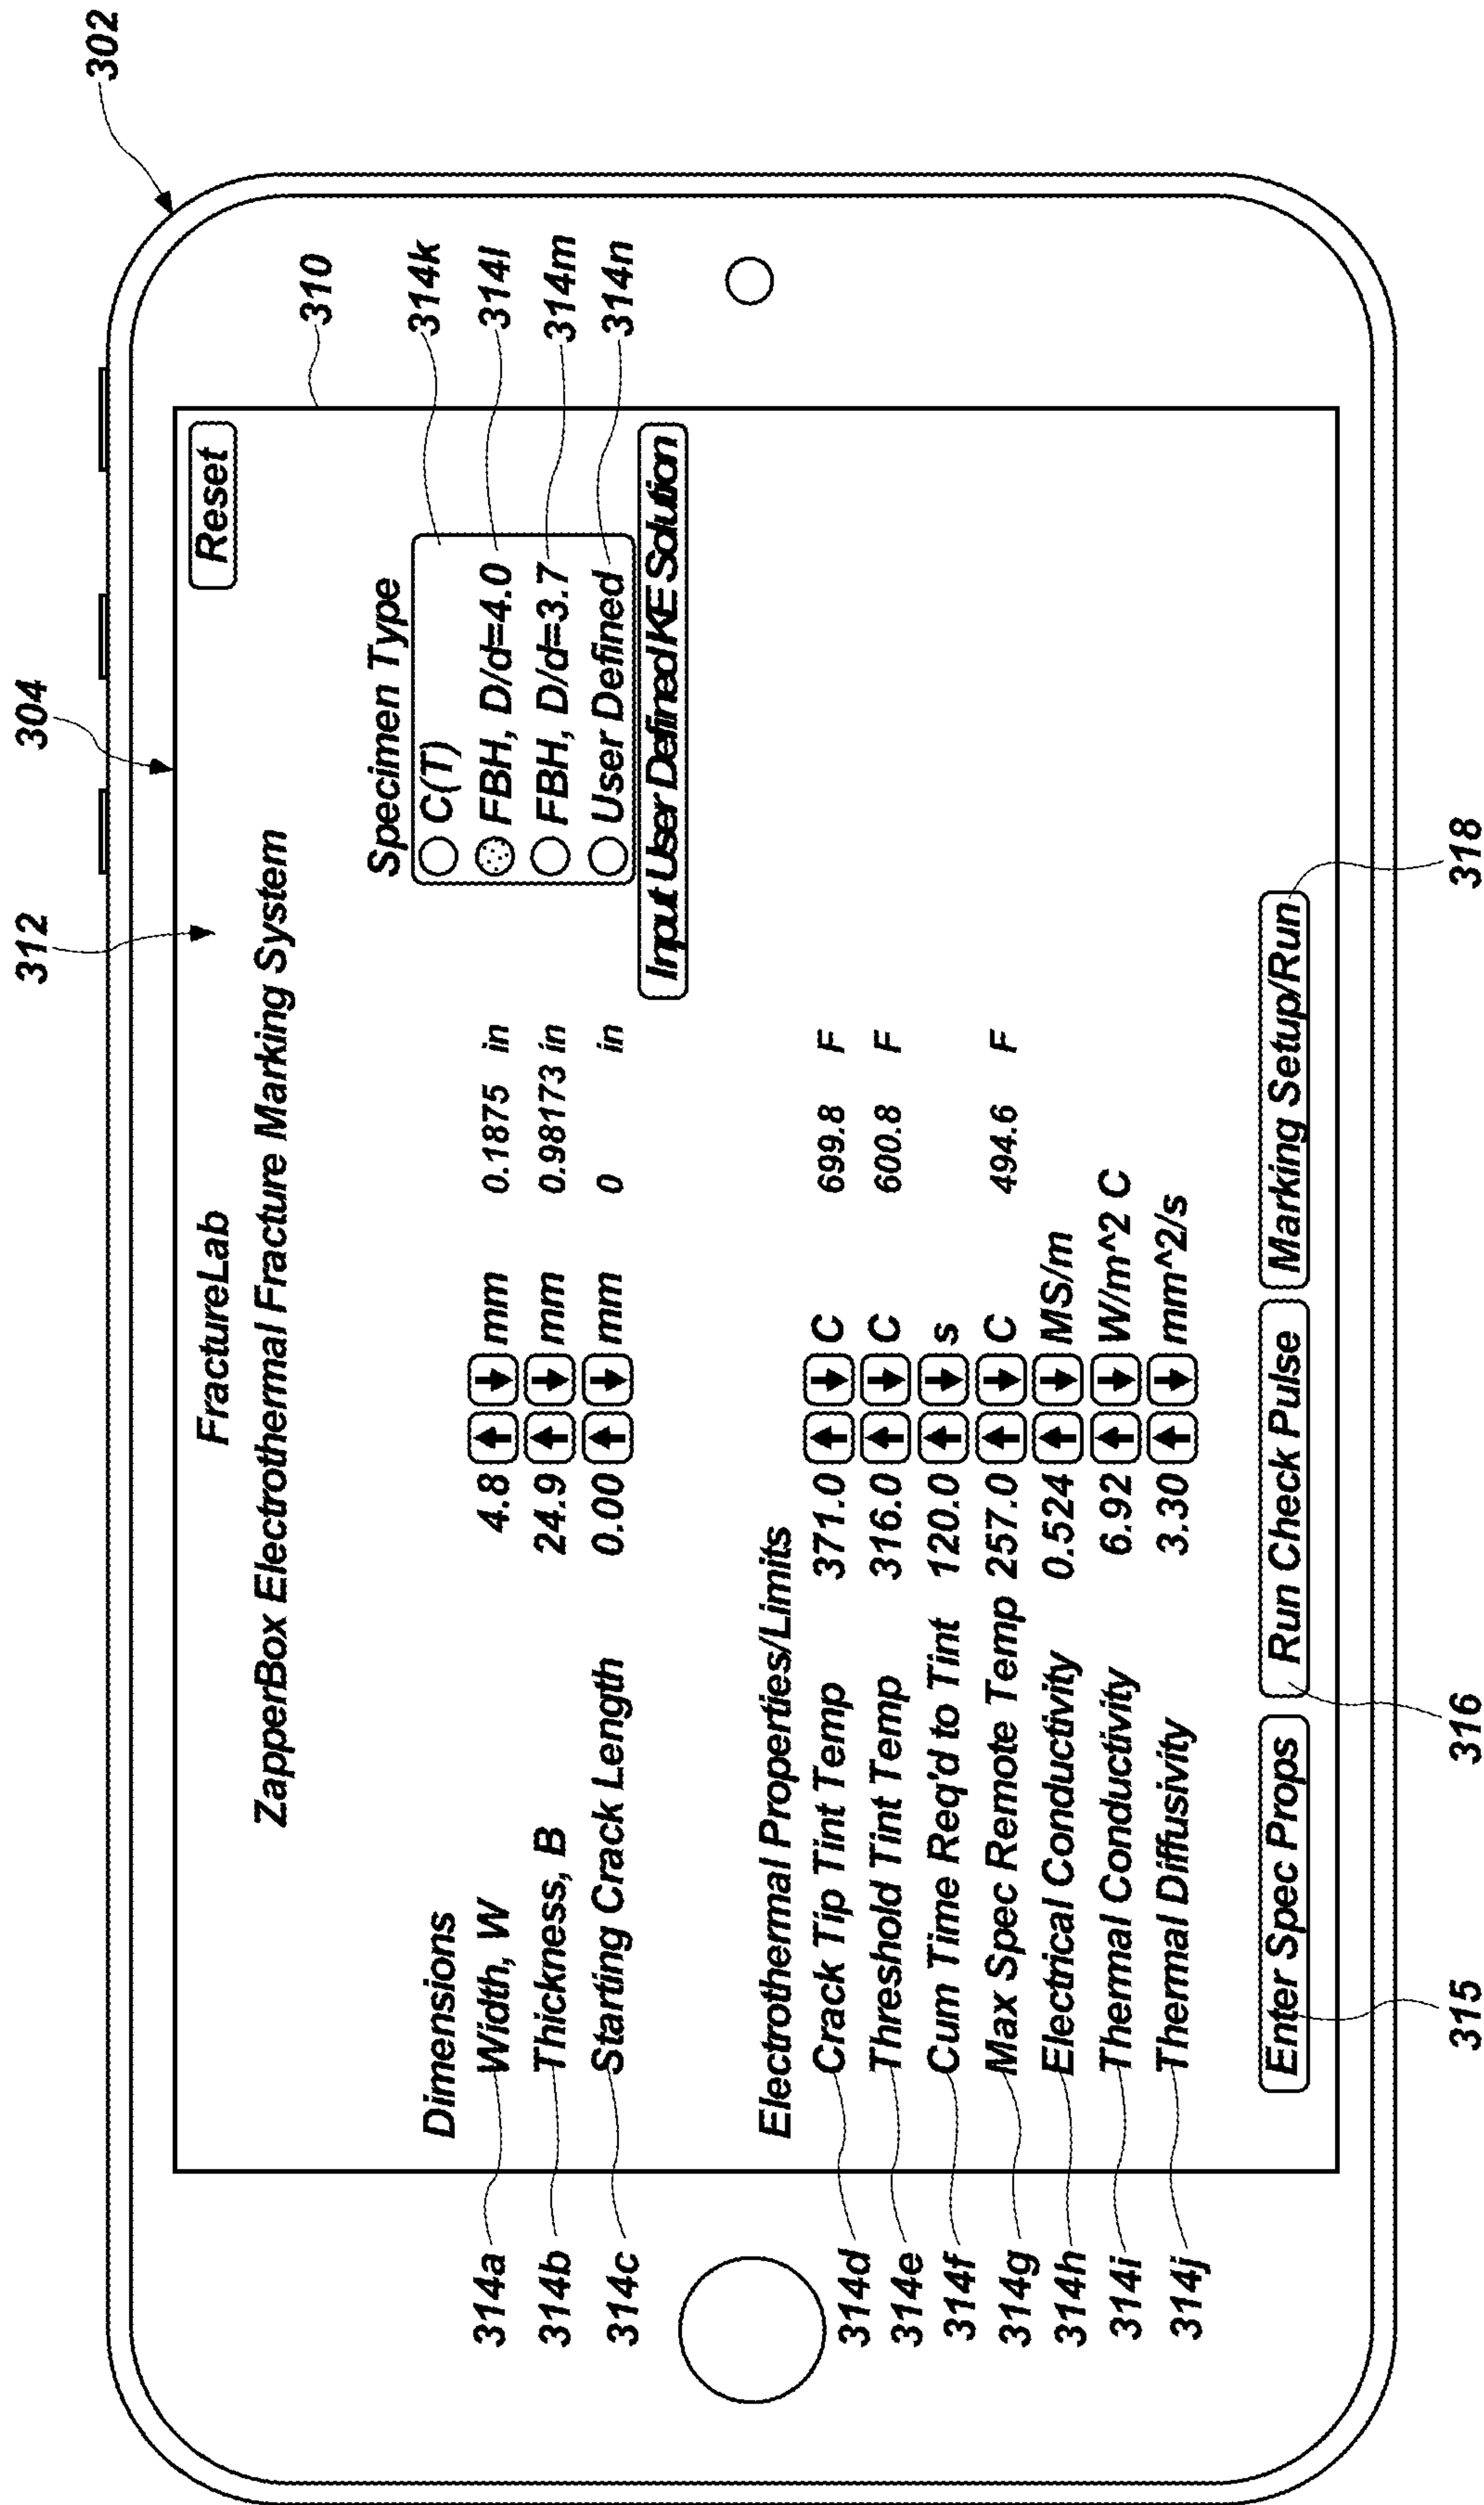 302
304
312
310
FractureLab
Reset
ZapperBox Electrothermal Fracture Marking System
Specimen Type
C(T)
FBH, D/d=4.0
FBH, D/d=3.7
User Defined
Input User Defined KE Solution
314k
314l
314m
314n
Dimensions
314a Width, W 4.8 mm 0.1875 in
314b Thickness, B 24.9 mm 0.98173 in
314c Starting Crack Length 0.00 mm 0 in
Electrothermal Properties/Limits
314d Crack Tip Tint Temp 371.0 C 699.8 F
314e Threshold Tint Temp 316.0 C 600.8 F
314f Cum Time Req'd to Tint 120.0 s
314g Max Spec Remote Temp 257.0 C 494.6 F
314h Electrical Conductivity 0.524 MS/m
314i Thermal Conductivity 6.92 W/m^2 C
314j Thermal Diffusivity 3.30 mm^2/s
Enter Spec Props Run Check Pulse Marking Setup/Run
315
316
318